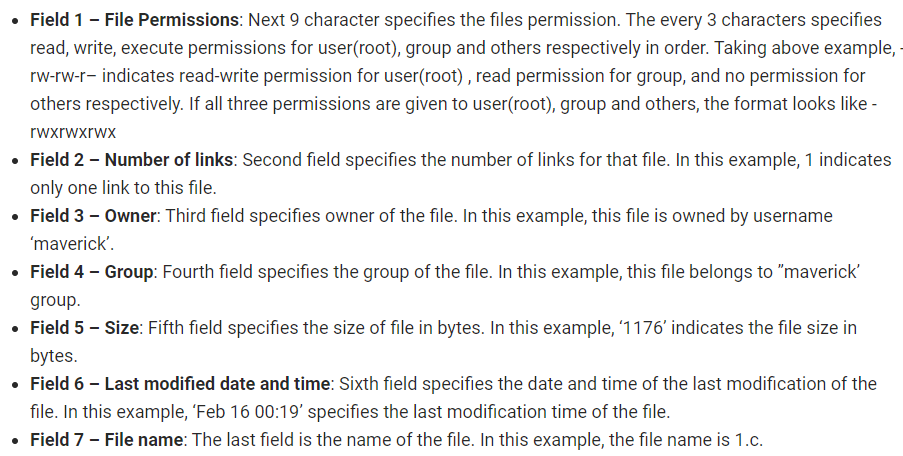 • Field 1 – File Permissions: Next 9 character specifies the files permission. The every 3 characters specifies
read, write, execute permissions for user(root), group and others respectively in order. Taking above example, -
rw-rw-r– indicates read-write permission for user(root) , read permission for group, and no permission for
others respectively. If all three permissions are given to user(root), group and others, the format looks like -
rwxrwxrwx
• Field 2 – Number of links: Second field specifies the number of links for that file. In this example, 1 indicates
only one link to this file.
• Field 3 – Owner: Third field specifies owner of the file. In this example, this file is owned by username
‘maverick’.
• Field 4 – Group: Fourth field specifies the group of the file. In this example, this file belongs to ”maverick’
group.
• Field 5 – Size: Fifth field specifies the size of file in bytes. In this example, ‘1176’ indicates the file size in
bytes.
• Field 6 – Last modified date and time: Sixth field specifies the date and time of the last modification of the
file. In this example, ‘Feb 16 00:19’ specifies the last modification time of the file.
• Field 7 – File name: The last field is the name of the file. In this example, the file name is 1.c.